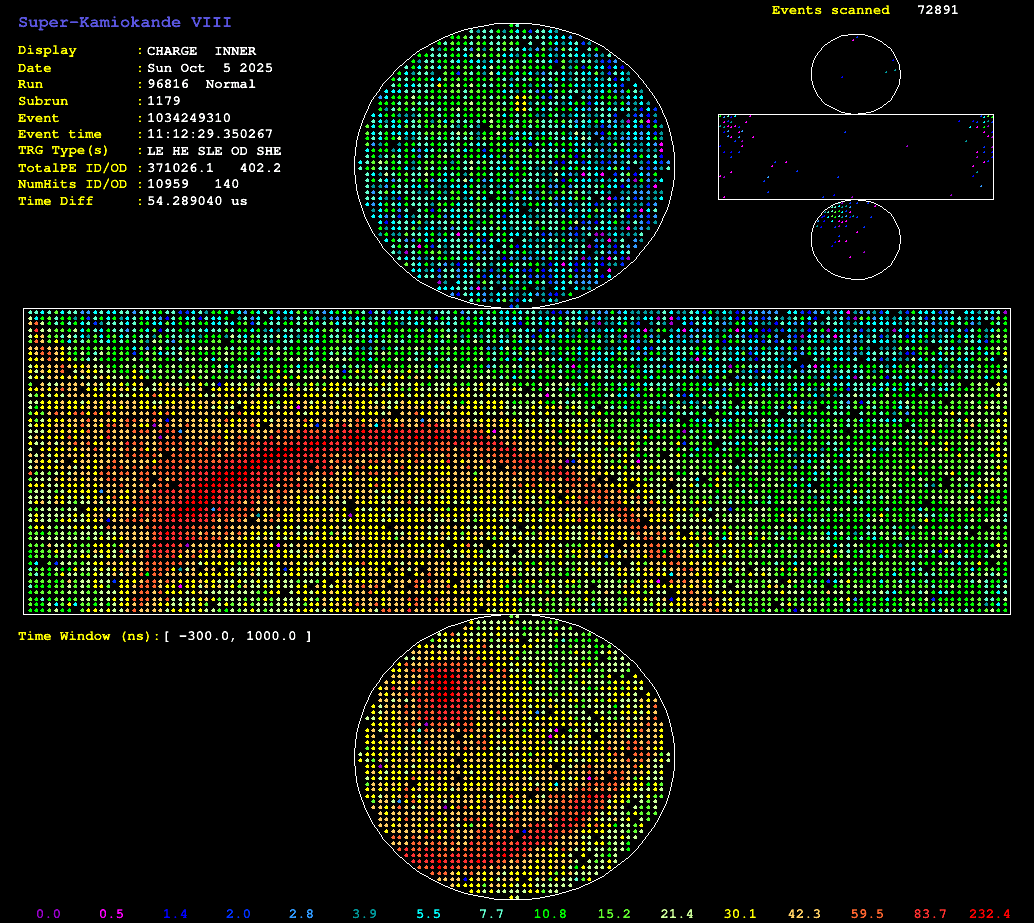 Super-Kamiokande VIII
Events scanned 72891
Display : CHARGE INNER
Date : Sun Oct 5 2025
Run : 96816 Normal
Subrun : 1179
Event : 1034249310
Event time : 11:12:29.350267
TRG Type(s) : LE HE SLE OD SHE
TotalPE ID/OD : 371026.1 402.2
NumHits ID/OD : 10959 140
Time Diff : 54.289040 us
Time Window (ns):[ -300.0, 1000.0 ]
0.0 0.5 1.4 2.0 2.8 3.9 5.5 7.7 10.8 15.2 21.4 30.1 42.3 59.5 83.7 232.4